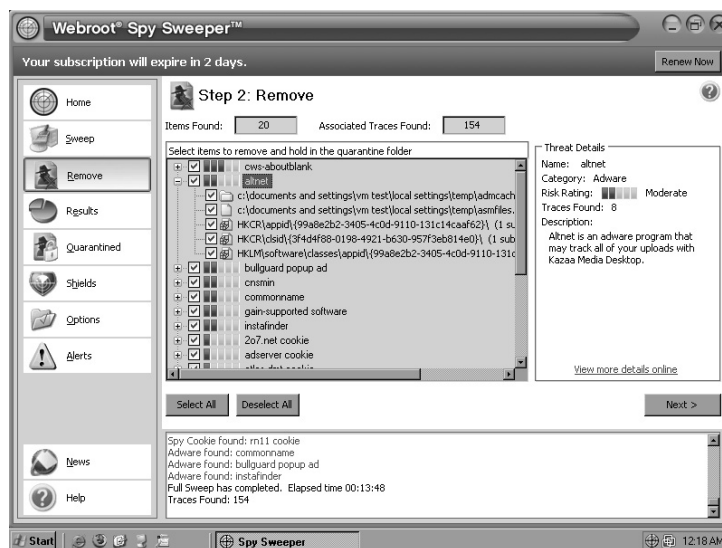 Webroot® Spy Sweeper™
Your subscription will expire in 2 days.
Renew Now
Home
Sweep
Remove
Results
Quarantined
Shields
Options
Alerts
News
Help
Step 2: Remove
Items Found: 20 Associated Traces Found: 154
Select items to remove and hold in the quarantine folder
cws-aboutblank
altnet
c:\documents and settings\vm test\local settings\temp\admcach
c:\documents and settings\vm test\local settings\temp\asmfiles.
HKCR\appid\{99a8e2b2-3405-4c0d-9110-131c14caaf62}\ (1 su
HKCR\clsid\{3f4d4f88-0198-4921-b630-957f3eb814e0}\ (1 sub
HKLM\software\classes\appid\{99a8e2b2-3405-4c0d-9110-131c
bullguard popup ad
cnsmin
commonname
gain-supported software
instafinder
2o7.net cookie
adserver cookie
Threat Details
Name: altnet
Category: Adware
Risk Rating: Moderate
Traces Found: 8
Description:
Altnet is an adware program that
may track all of your uploads with
Kazaa Media Desktop.
View more details online
Select All
Deselect All
Next >
Spy Cookie found: rn11 cookie
Adware found: commonname
Adware found: bullguard popup ad
Adware found: instafinder
Full Sweep has completed. Elapsed time 00:13:48
Traces Found: 154
Start
Spy Sweeper
12:18 AM